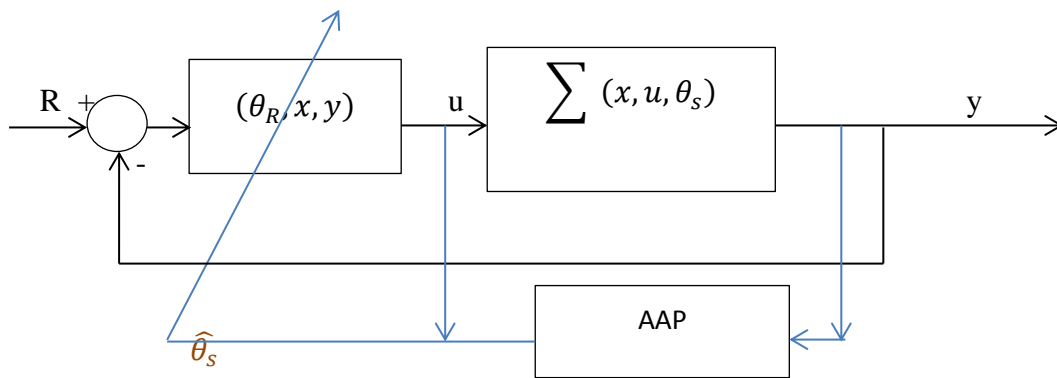 R + (θ_R, x, y) u ∑ (x, u, θ_s) y
-
AAP
θ̂_s